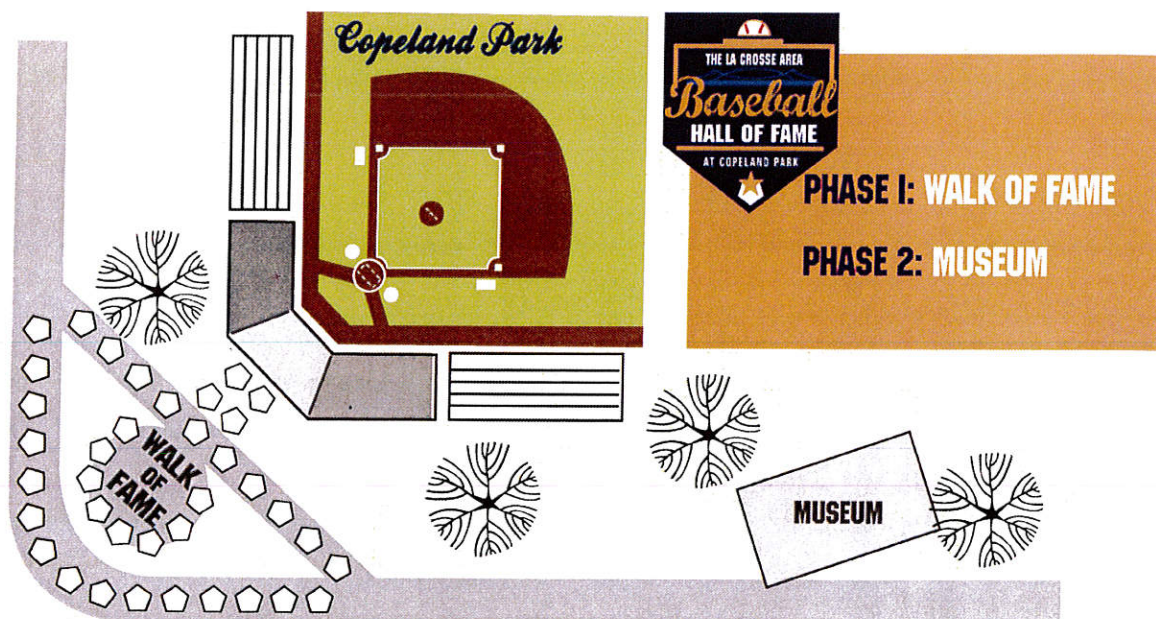 Copeland Park
THE LA CROSSE AREA
Baseball
HALL OF FAME
AT COPELAND PARK
PHASE I: WALK OF FAME
PHASE 2: MUSEUM
WALK
OF
FAME
MUSEUM